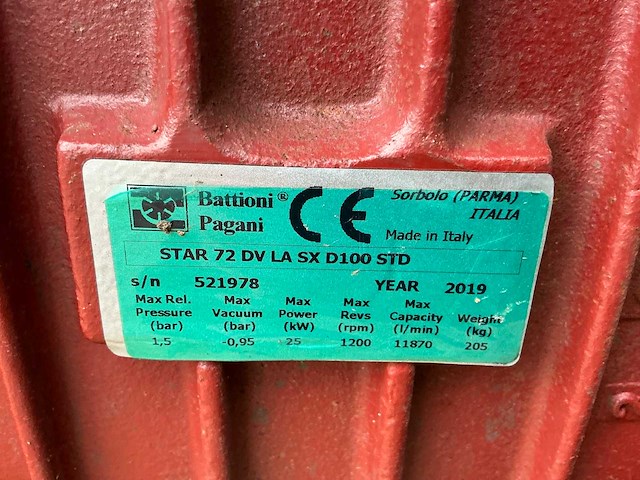 Battioni®
Pagani
CE
Sorbolo (PARMA)
ITALIA
Made in Italy
STAR 72 DV LA SX D100 STD
s/n 521978 YEAR 2019
Max Rel. Pressure (bar) Max Vacuum (bar) Max Power (kW) Max Revs (rpm) Max Capacity (l/min) Weight (kg)
1,5 -0,95 25 1200 11870 205